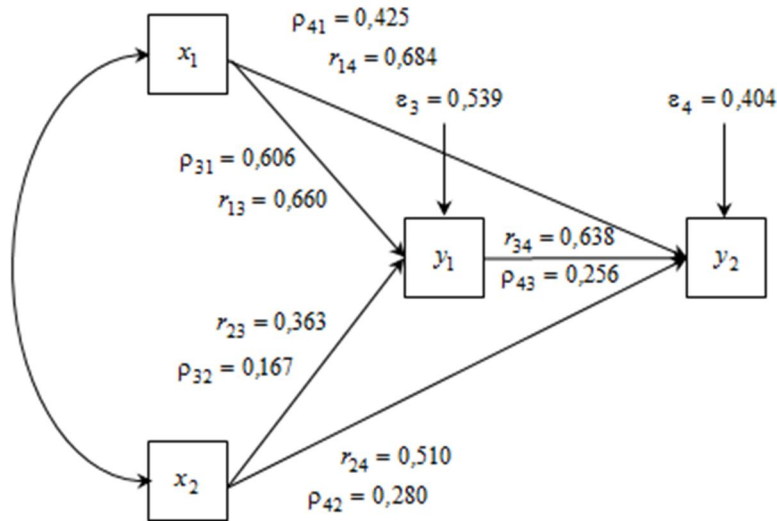 ρ₄₁ = 0,425
r₁₄ = 0,684
x₁
ε₃ = 0,539
ε₄ = 0,404
ρ₃₁ = 0,606
r₁₃ = 0,660
y₁
r₃₄ = 0,638
ρ₄₃ = 0,256
y₂
r₂₃ = 0,363
ρ₃₂ = 0,167
x₂
r₂₄ = 0,510
ρ₄₂ = 0,280